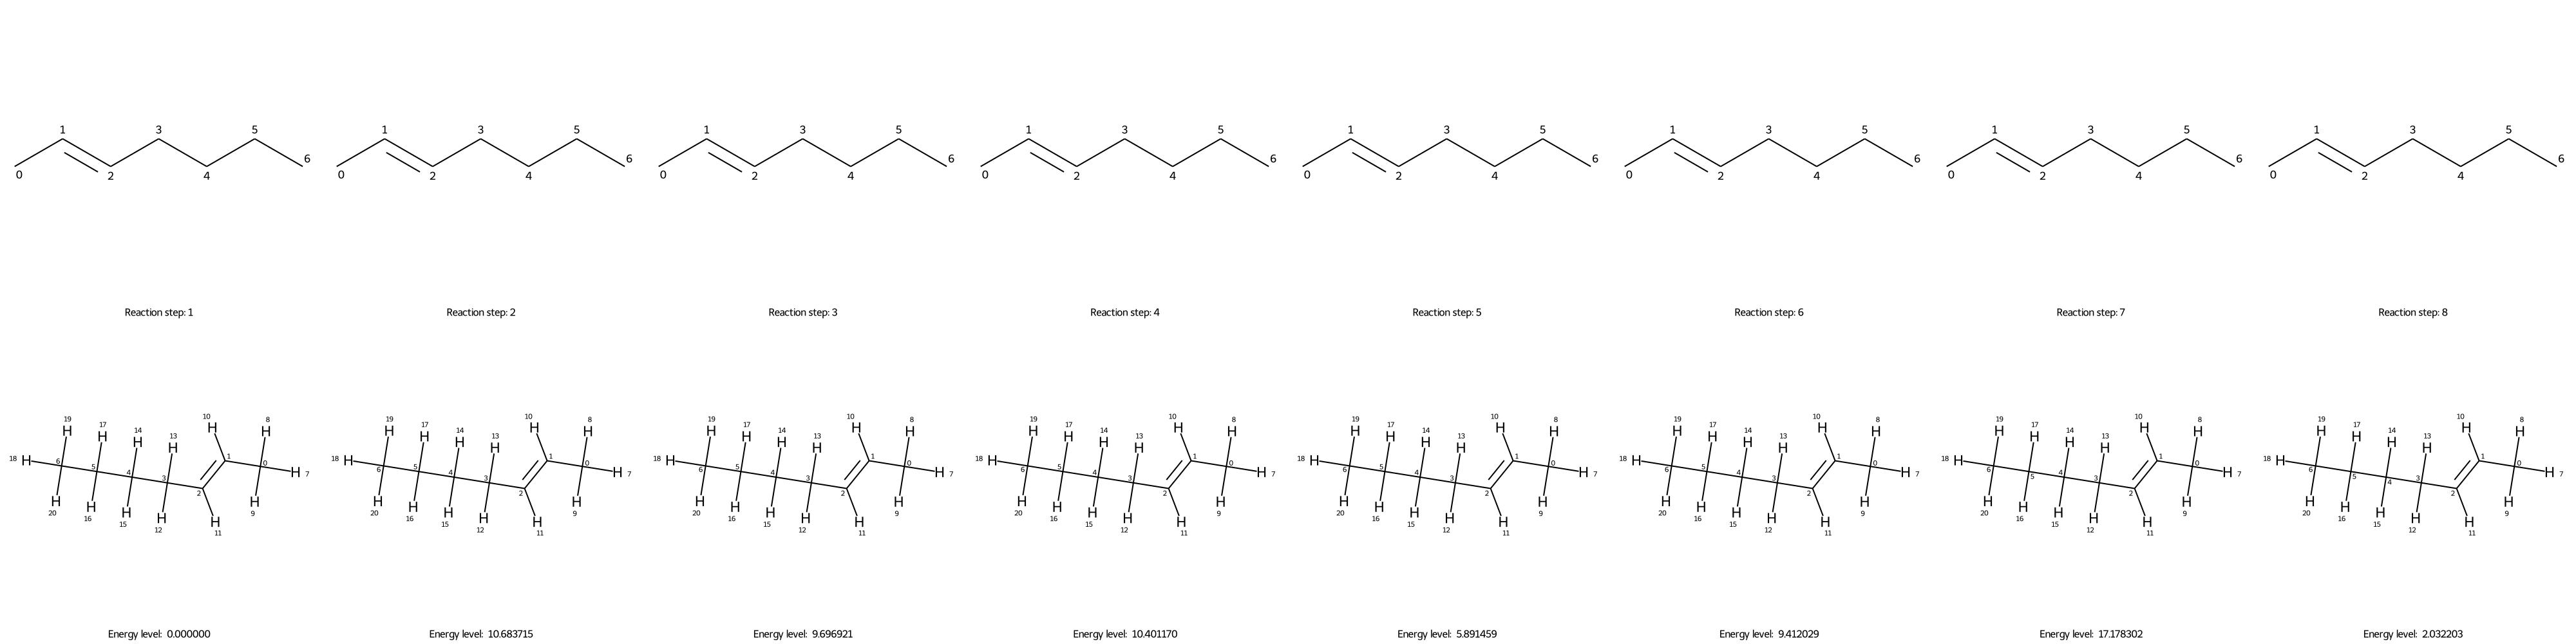 1 3 5 1 3 5 1 3 5 1 3 5 1 3 5 1 3 5 1 3 5 1 3 5
6 6 6 6 6 6 6 6
0 2 4 0 2 4 0 2 4 0 2 4 0 2 4 0 2 4 0 2 4 0 2 4
Reaction step: 1 Reaction step: 2 Reaction step: 3 Reaction step: 4 Reaction step: 5 Reaction step: 6 Reaction step: 7 Reaction step: 8
19 17 14 13 10 8 19 17 14 13 10 8 19 17 14 13 10 8 19 17 14 13 10 8 19 17 14 13 10 8 19 17 14 13 10 8 19 17 14 13 10 8 19 17 14 13 10 8
H H H H H H H H H H H H H H H H H H H H H H H H H H H H H H H H H H H H H H H H H H H H H H H H
18 H 6 5 4 3 2 1 0 H 7 18 H 6 5 4 3 2 1 0 H 7 18 H 6 5 4 3 2 1 0 H 7 18 H 6 5 4 3 2 1 0 H 7 18 H 6 5 4 3 2 1 0 H 7 18 H 6 5 4 3 2 1 0 H 7 18 H 6 5 4 3 2 1 0 H 7 18 H 6 5 4 3 2 1 0 H 7
H H H H H H H H H H H H H H H H H H H H H H H H H H H H H H H H H H H H H H H H H H H H H H H H
20 16 15 12 11 9 20 16 15 12 11 9 20 16 15 12 11 9 20 16 15 12 11 9 20 16 15 12 11 9 20 16 15 12 11 9 20 16 15 12 11 9 20 16 15 12 11 9
Energy level: 0.000000 Energy level: 10.683715 Energy level: 9.696921 Energy level: 10.401170 Energy level: 5.891459 Energy level: 9.412029 Energy level: 17.178302 Energy level: 2.032203